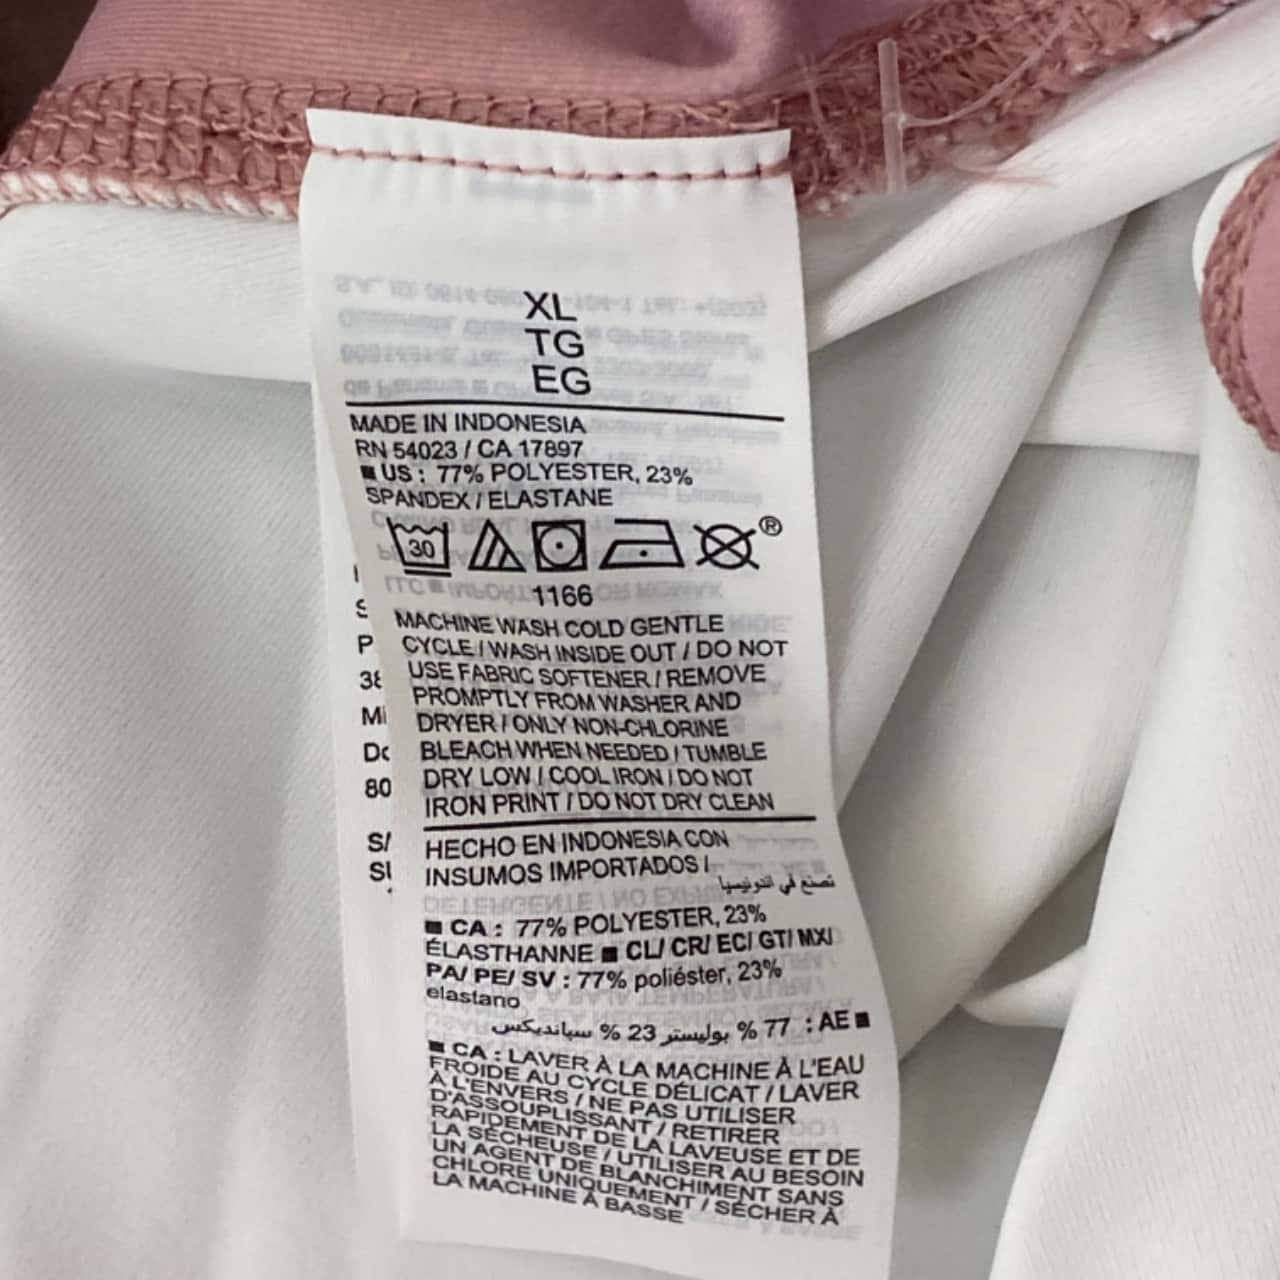 XL
TG
EG
MADE IN INDONESIA
RN 54023 / CA 17897
■ US : 77% POLYESTER, 23%
SPANDEX / ELASTANE
30
®
1166
MACHINE WASH COLD GENTLE
CYCLE / WASH INSIDE OUT / DO NOT
USE FABRIC SOFTENER / REMOVE
PROMPTLY FROM WASHER AND
DRYER / ONLY NON-CHLORINE
BLEACH WHEN NEEDED / TUMBLE
DRY LOW / COOL IRON / DO NOT
IRON PRINT / DO NOT DRY CLEAN
HECHO EN INDONESIA CON
INSUMOS IMPORTADOS /
تصنع في اندونيسيا
■ CA : 77% POLYESTER, 23%
ÉLASTHANNE ■ CL/ CR/ EC/ GT/ MX/
PA/ PE/ SV : 77% poliéster, 23%
elastano
■ AE : 77 % بوليستر 23 % سبانديكس
■ CA : LAVER À LA MACHINE À L'EAU
FROIDE AU CYCLE DÉLICAT / LAVER
À L'ENVERS / NE PAS UTILISER
D'ASSOUPLISSANT / RETIRER
RAPIDEMENT DE LA LAVEUSE ET DE
LA SÉCHEUSE / UTILISER AU BESOIN
UN AGENT DE BLANCHIMENT SANS
CHLORE UNIQUEMENT / SÉCHER À
LA MACHINE À BASSE